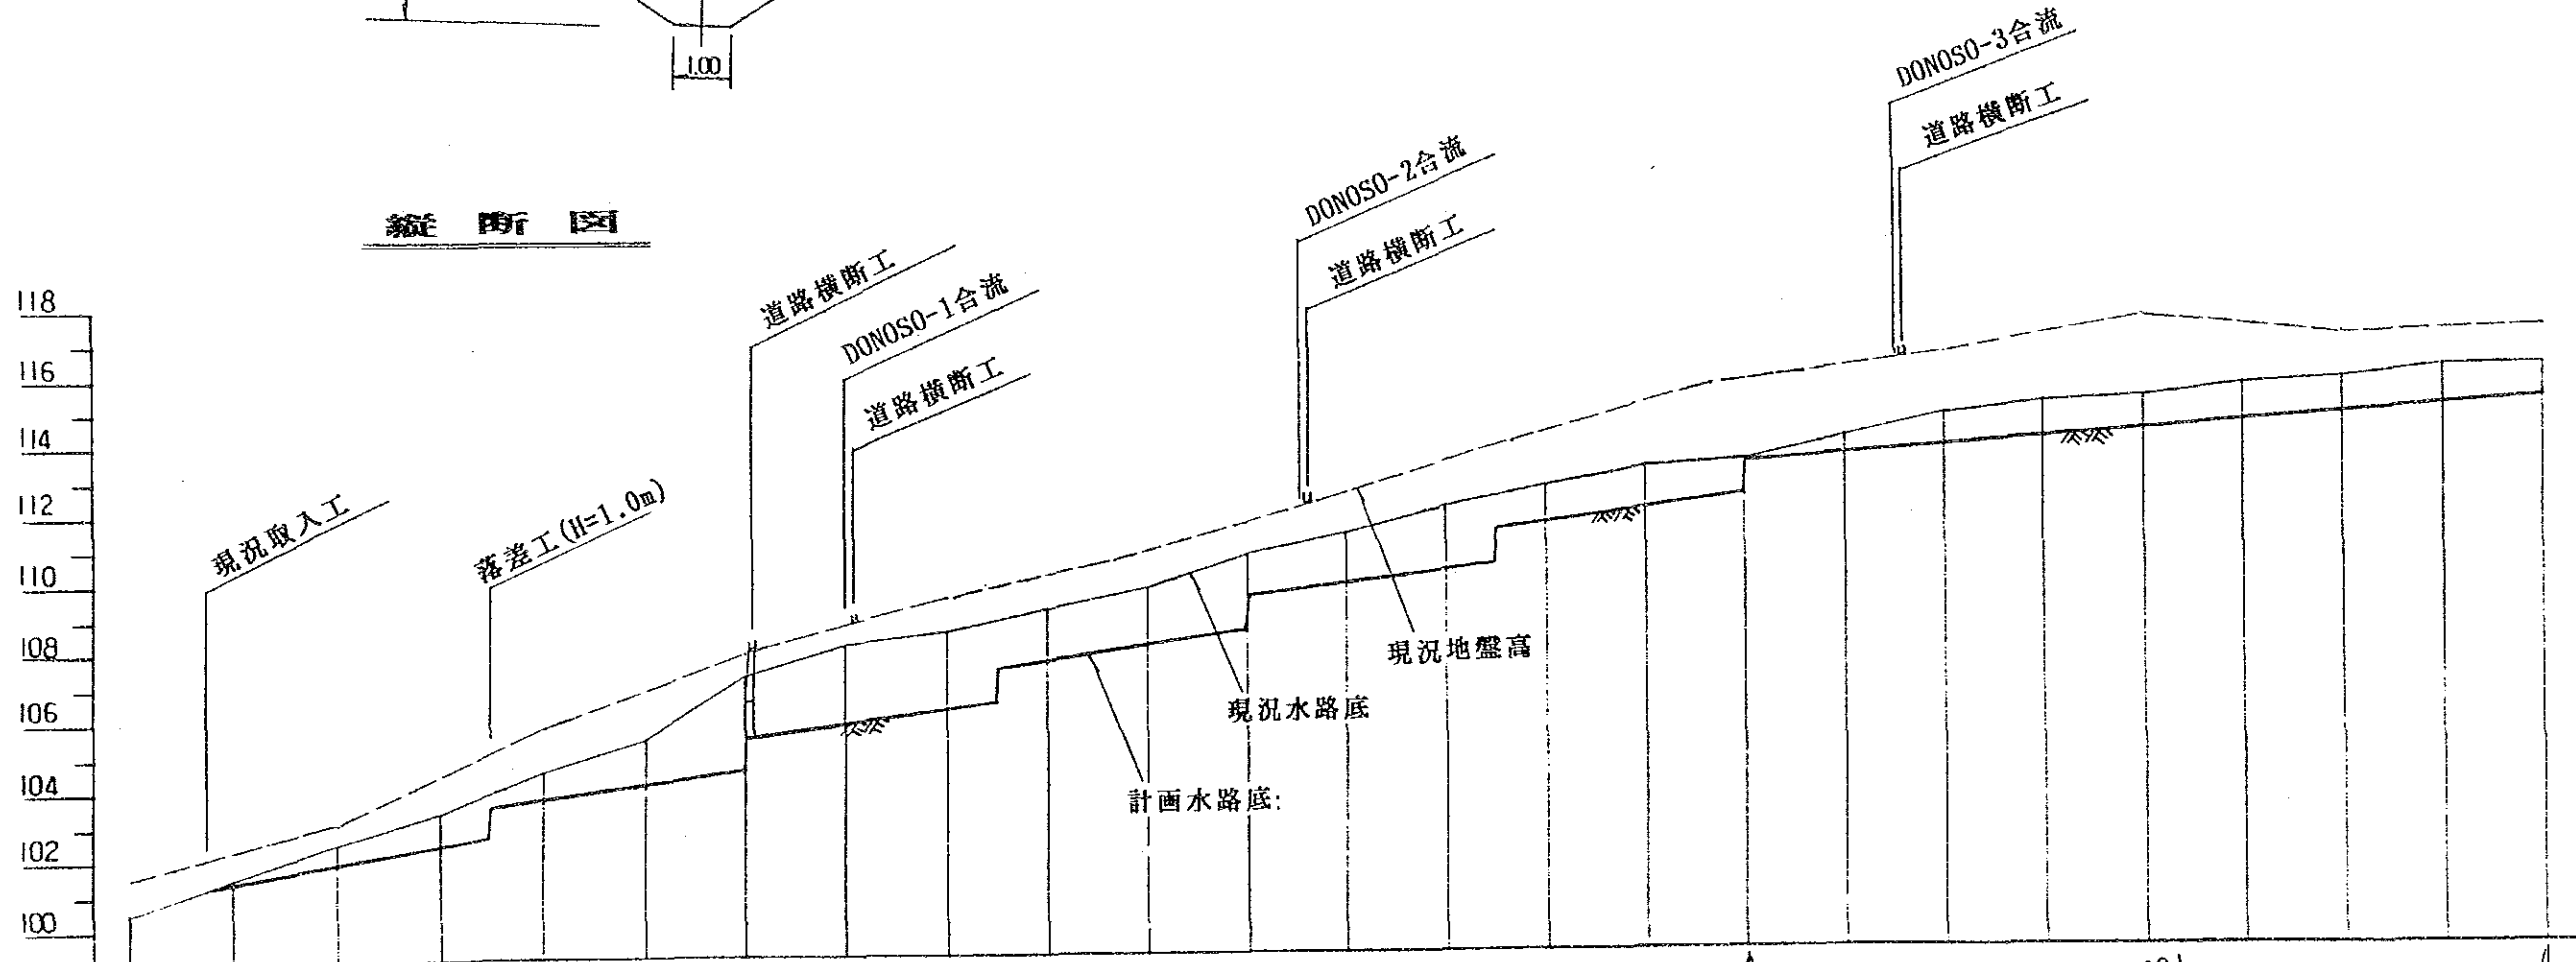 1.00
縦断図
DONOSO-3合流
道路横断工
DONOSO-2合流
道路横断工
道路横断工
DONOSO-1合流
道路横断工
現況取入工
落差工(H=1.0m)
118
116
114
112
110
108
106
104
102
100
現況地盤高
現況水路底
計画水路底